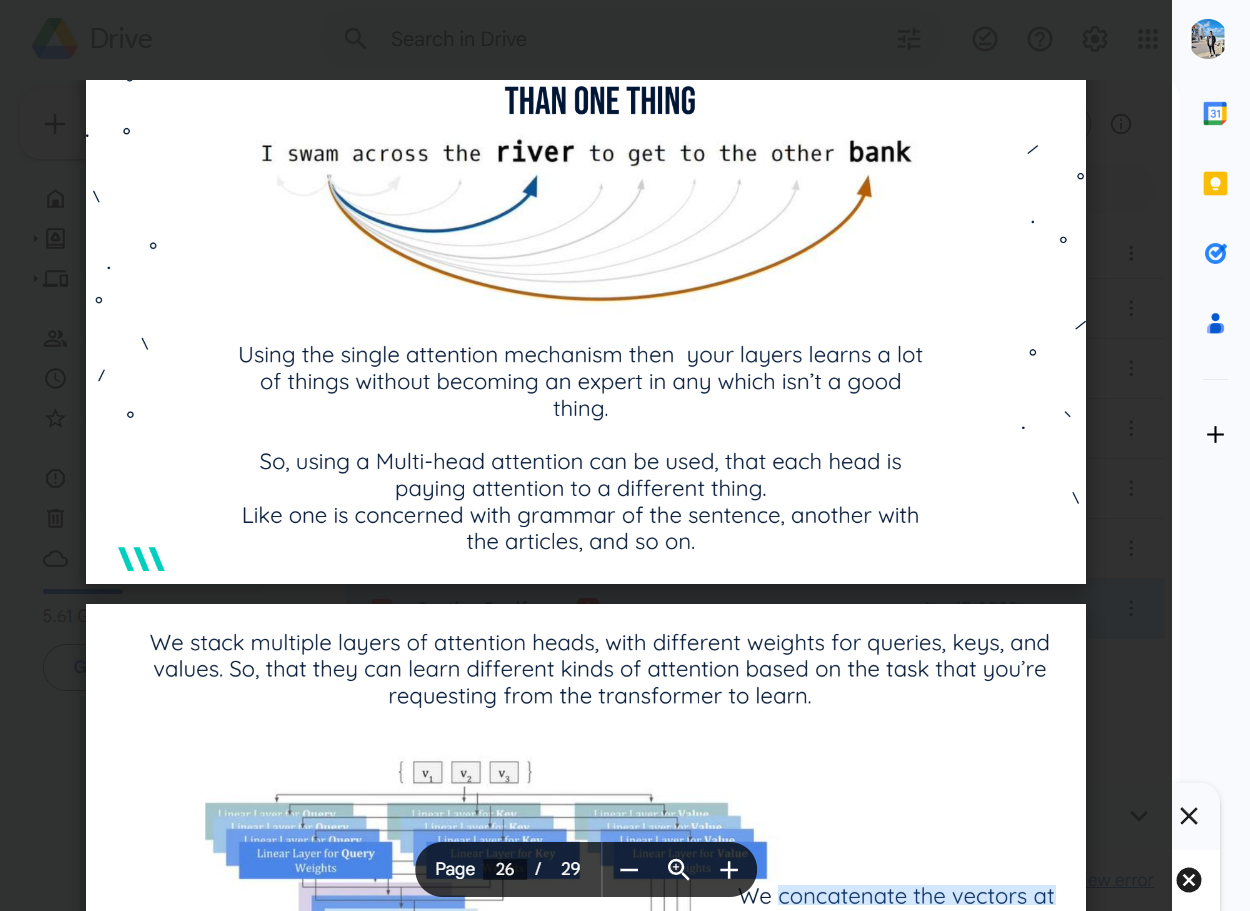 Drive
Search in Drive
THAN ONE THING
I swam across the river to get to the other bank
Using the single attention mechanism then your layers learns a lot
of things without becoming an expert in any which isn't a good
thing.
So, using a Multi-head attention can be used, that each head is
paying attention to a different thing.
Like one is concerned with grammar of the sentence, another with
the articles, and so on.
5.61 G
G
We stack multiple layers of attention heads, with different weights for queries, keys, and
values. So, that they can learn different kinds of attention based on the task that you're
requesting from the transformer to learn.
{ v1 v2 v3 }
Linear Layer for Query
Linear Layer for Key
Linear Layer for Value
Linear Layer for Query
Linear Layer for Key
Linear Layer for Value
Linear Layer for Query
Linear Layer for Key
Linear Layer for Value
Linear Layer for Query
Weights
Linear Layer for Key
Linear Layer for Value
Page 26 / 29
We concatenate the vectors at
ew error
31